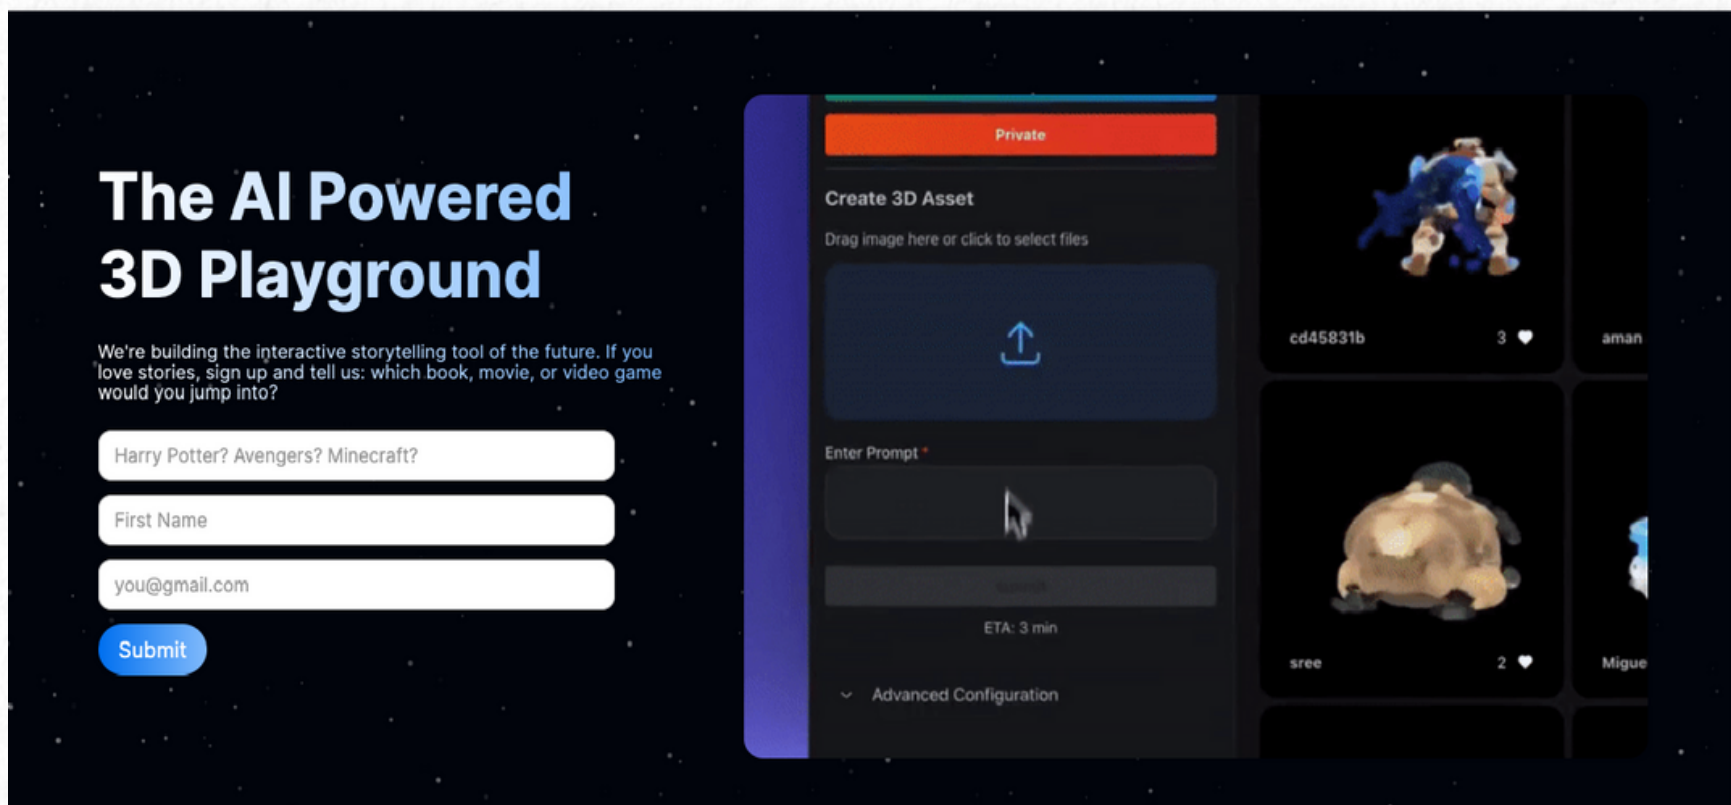 The AI Powered
3D Playground
We're building the interactive storytelling tool of the future. If you
love stories, sign up and tell us: which book, movie, or video game
would you jump into?
Harry Potter? Avengers? Minecraft?
First Name
you@gmail.com
Submit
Private
Create 3D Asset
Drag image here or click to select files
Enter Prompt *
ETA: 3 min
Advanced Configuration
cd45831b 3
aman
sree 2
Migue